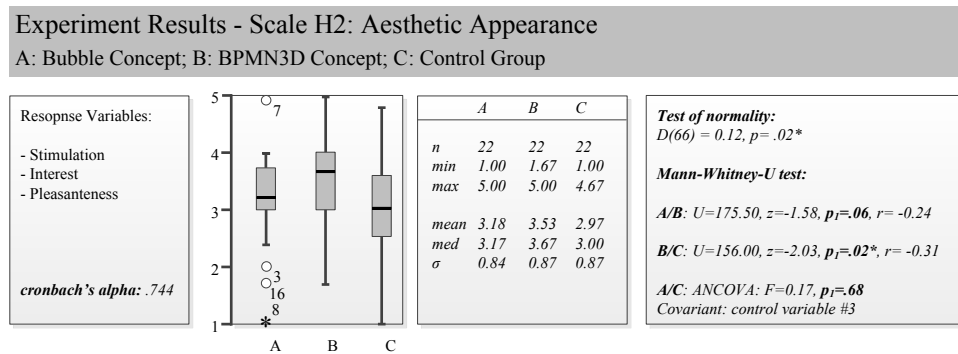 Experiment Results - Scale H2: Aesthetic Appearance
A: Bubble Concept; B: BPMN3D Concept; C: Control Group
Resopnse Variables:
- Stimulation
- Interest
- Pleasanteness
cronbach's alpha: .744
5
4
3
2
1
7
3
16
8
A B C
A B C
n 22 22 22
min 1.00 1.67 1.00
max 5.00 5.00 4.67
mean 3.18 3.53 2.97
med 3.17 3.67 3.00
σ 0.84 0.87 0.87
Test of normality:
D(66) = 0.12, p= .02*
Mann-Whitney-U test:
A/B: U=175.50, z=-1.58, p₁=.06, r= -0.24
B/C: U=156.00, z=-2.03, p₁=.02*, r= -0.31
A/C: ANCOVA: F=0.17, p₁=.68
Covariant: control variable #3